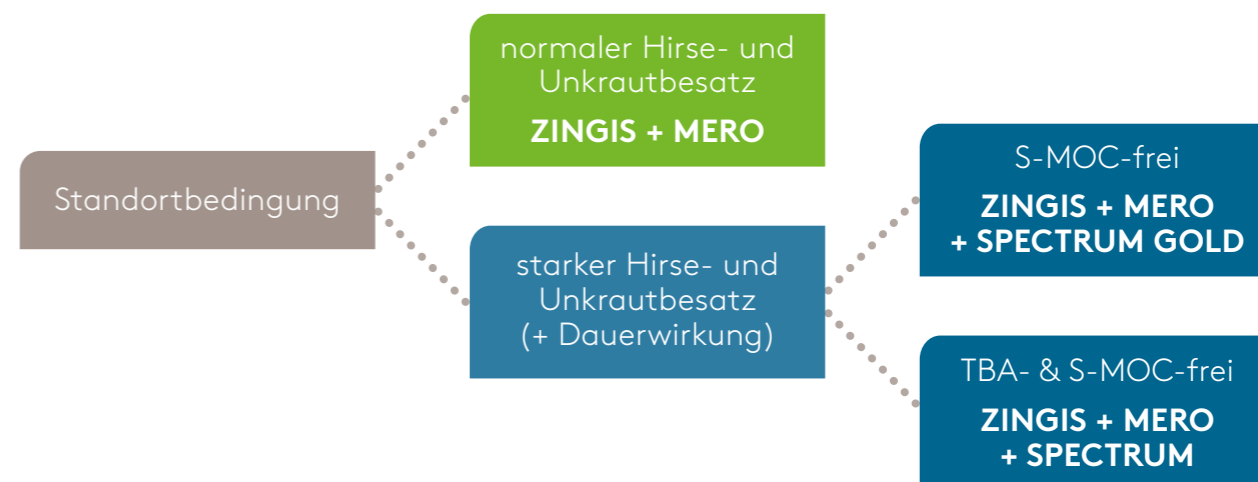 Standortbedingung
normaler Hirse- und
Unkrautbesatz
ZINGIS + MERO
starker Hirse- und
Unkrautbesatz
(+ Dauerwirkung)
S-MOC-frei
ZINGIS + MERO
+ SPECTRUM GOLD
TBA- & S-MOC-frei
ZINGIS + MERO
+ SPECTRUM